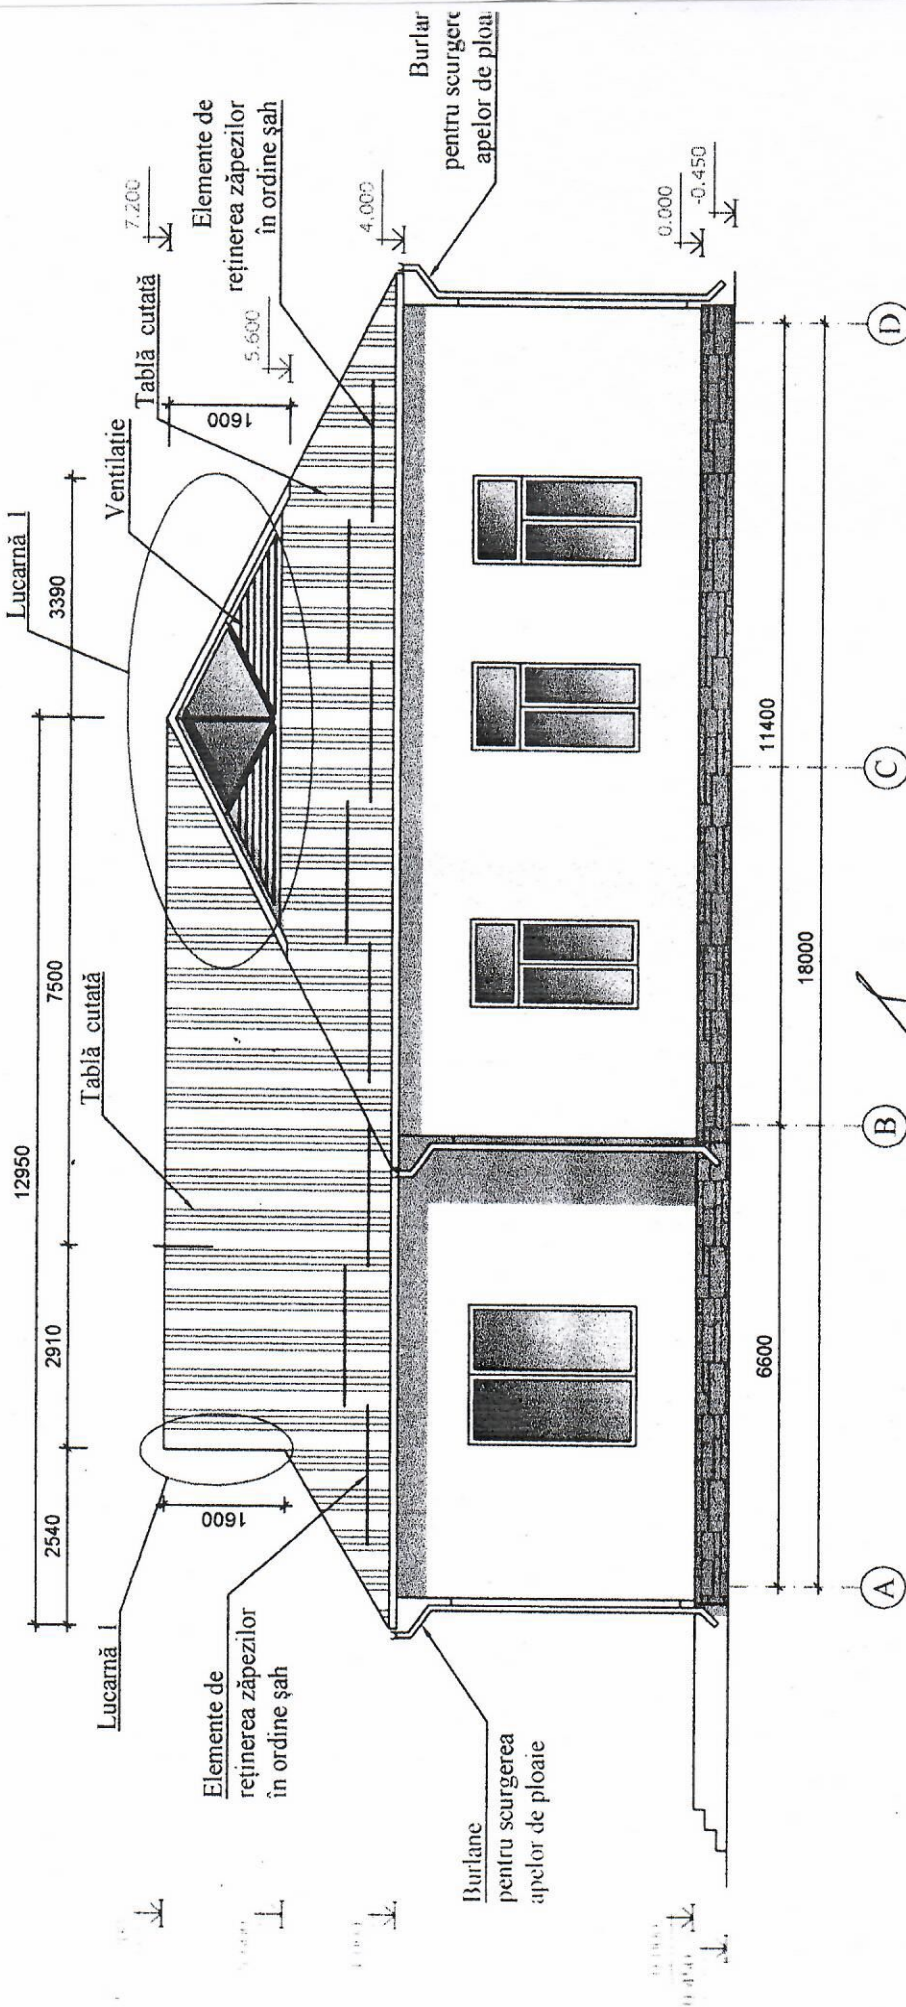 Lucarnă 1
12950
3390
7500
2910
2540
Ventilație
Tablă cutată
Tablă cutată
7.200
1600
5.600
Elemente de
reținerea zăpezilor
în ordine șah
4.000
pentru scurgere
apelor de ploa
0.000
-0.450
Lucarnă 1
1600
Elemente de
reținerea zăpezilor
în ordine șah
Burlane
pentru scurgerea
apelor de ploaie
6600
11400
18000
A
B
C
D